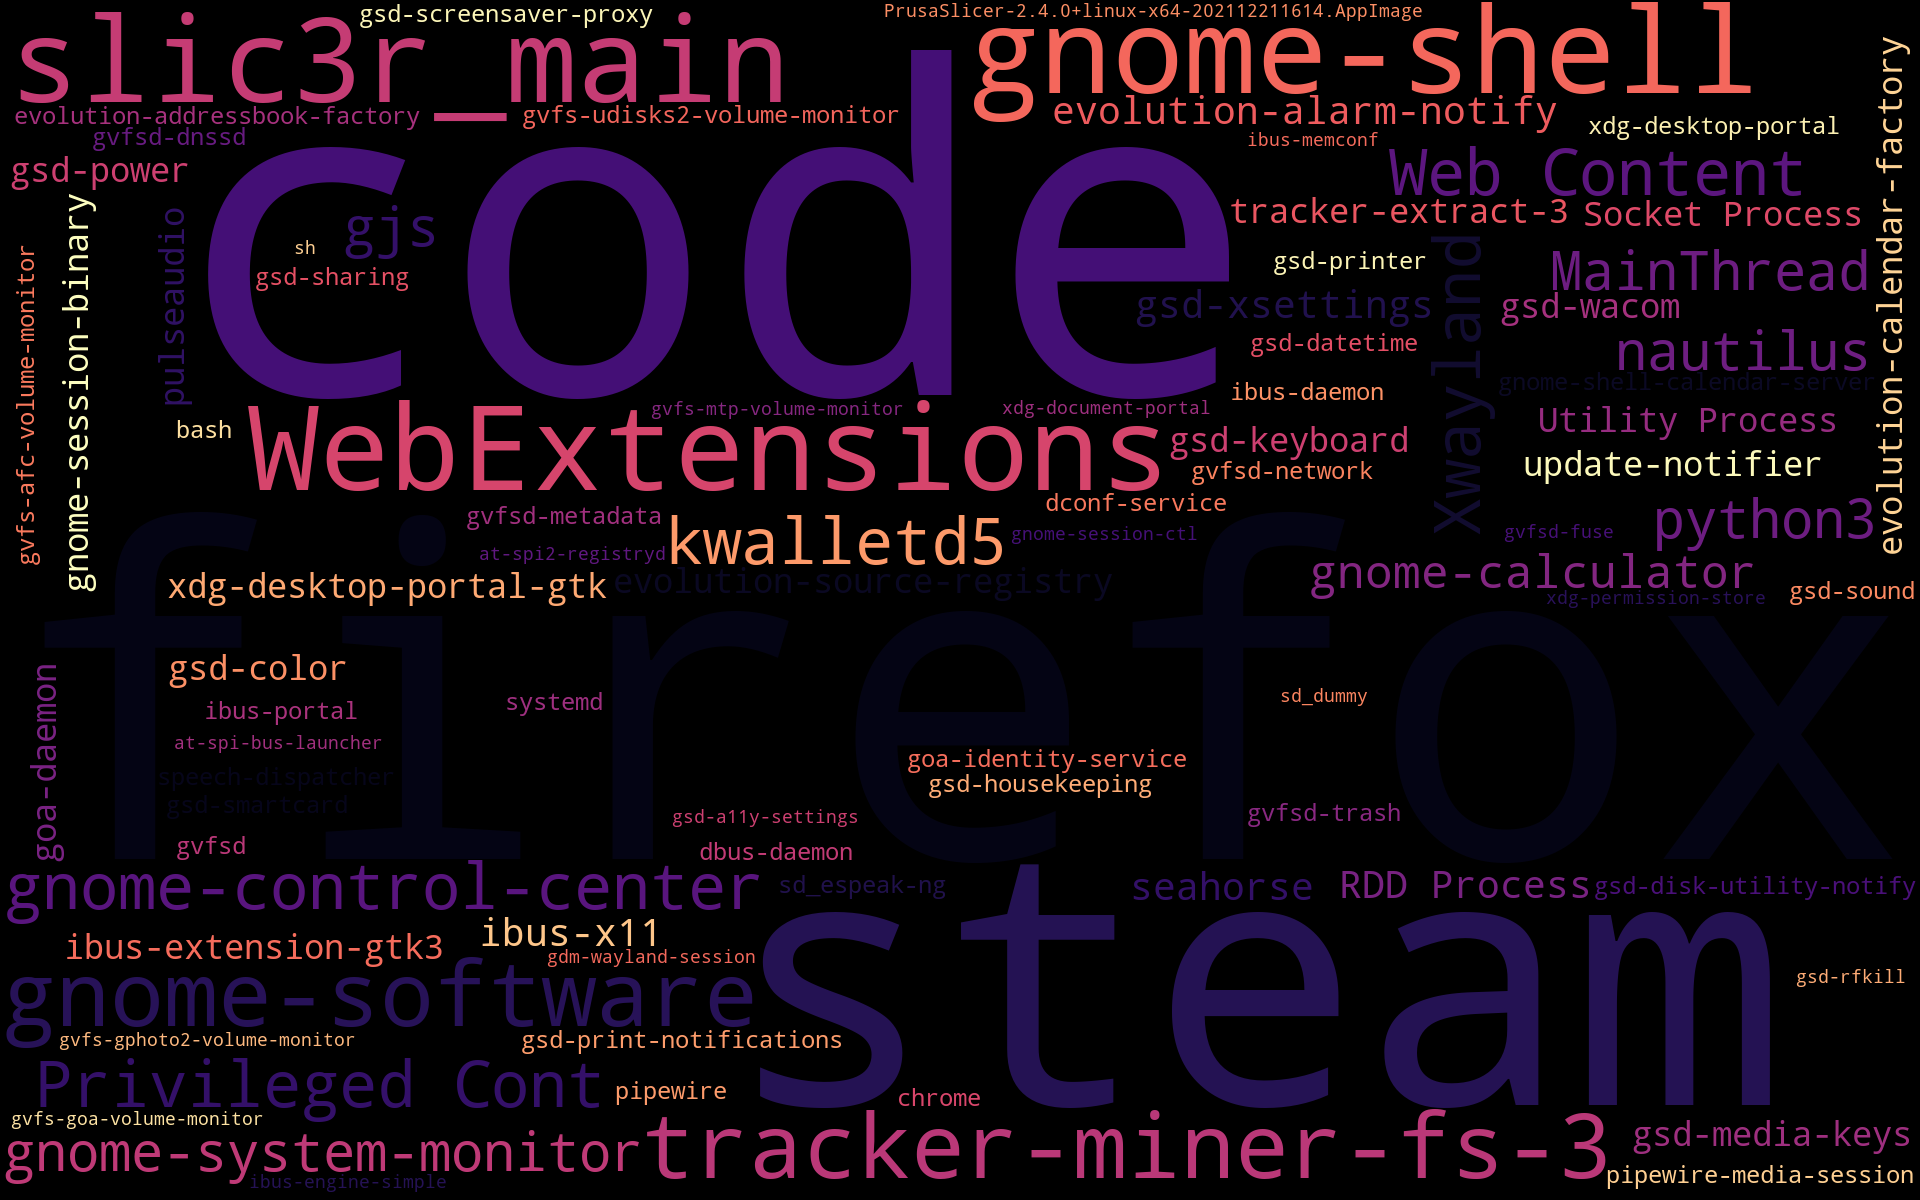 gsd-screensaver-proxy
PrusaSlicer-2.4.0+linux-x64-202112211614.AppImage
slic3r_main
gnome-shell
evolution-addressbook-factory
gvfs-udisks2-volume-monitor
evolution-alarm-notify
xdg-desktop-portal
evolution-calendar-factory
gvfsd-dnssd
ibus-memconf
gsd-power
Web Content
code
gnome-session-binary
pulseaudio
gjs
tracker-extract-3
Socket Process
sh
gsd-sharing
gsd-printer
Xwayland
MainThread
gvfs-afc-volume-monitor
gsd-xsettings
gsd-wacom
gsd-datetime
nautilus
gnome-shell-calendar-server
ibus-daemon
gvfs-mtp-volume-monitor
xdg-document-portal
bash
WebExtensions
gsd-keyboard
Utility Process
gvfsd-network
update-notifier
dconf-service
gvfsd-metadata
python3
gnome-session-ctl
gvfsd-fuse
at-spi2-registryd
kwalletd5
xdg-desktop-portal-gtk
evolution-source-registry
gnome-calculator
xdg-permission-store
gsd-sound
firefox
gsd-color
goa-daemon
ibus-portal
systemd
sd_dummy
at-spi-bus-launcher
goa-identity-service
speech-dispatcher
gsd-housekeeping
gsd-smartcard
gsd-a11y-settings
gvfsd-trash
gvfsd
dbus-daemon
gnome-control-center
sd_espeak-ng
seahorse
RDD Process
gsd-disk-utility-notify
ibus-x11
ibus-extension-gtk3
gdm-wayland-session
steam
gsd-rfkill
gnome-software
gvfs-gphoto2-volume-monitor
gsd-print-notifications
Privileged Cont
pipewire
chrome
gvfs-goa-volume-monitor
gnome-system-monitor
tracker-miner-fs-3
gsd-media-keys
pipewire-media-session
ibus-engine-simple